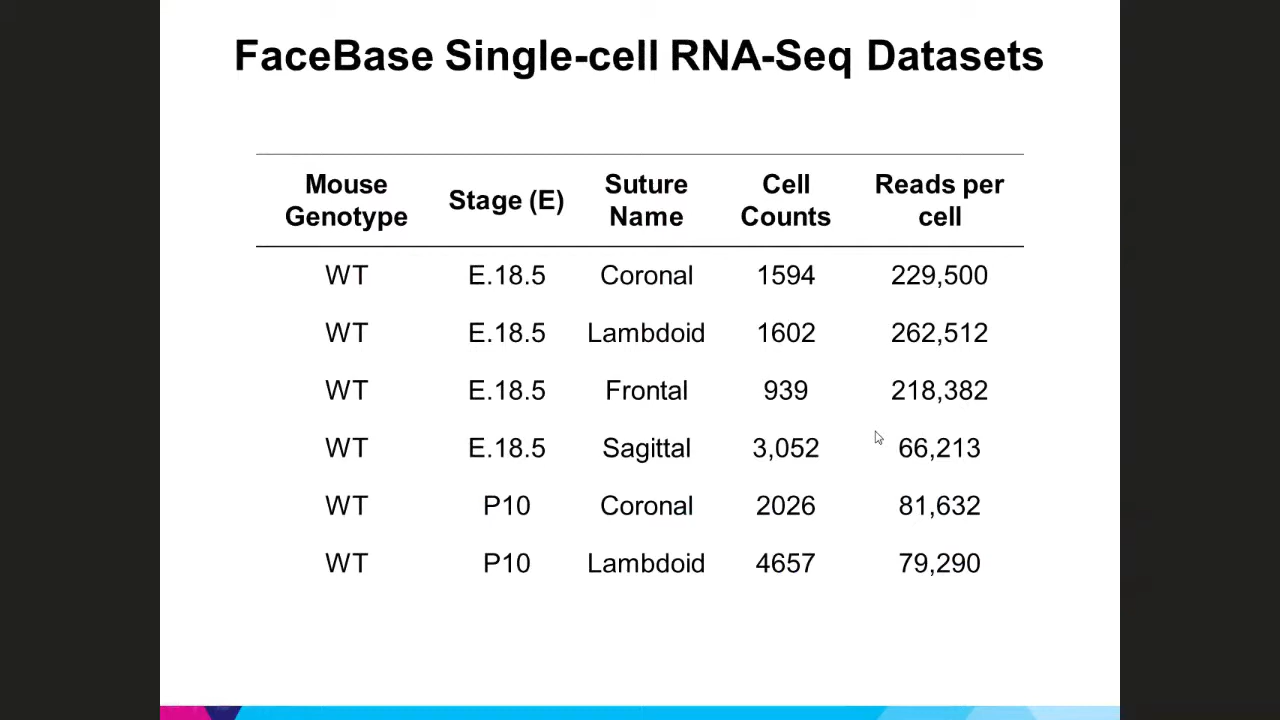 FaceBase Single-cell RNA-Seq Datasets
Mouse Genotype Stage (E) Suture Name Cell Counts Reads per cell
WT E.18.5 Coronal 1594 229,500
WT E.18.5 Lambdoid 1602 262,512
WT E.18.5 Frontal 939 218,382
WT E.18.5 Sagittal 3,052 66,213
WT P10 Coronal 2026 81,632
WT P10 Lambdoid 4657 79,290